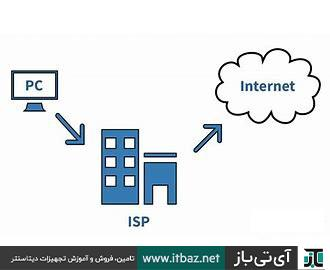 PC
Internet
ISP
آی‌تی‌باز
www.itbaz.net
تامین، فروش و آموزش تجهیزات دیتاسنتر